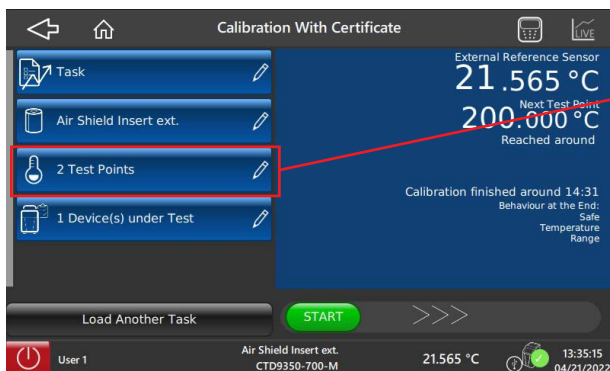 Calibration With Certificate
LIVE
Task
Air Shield Insert ext.
2 Test Points
1 Device(s) under Test
External Reference Sensor
21.565 °C
Next Test Point
200.000 °C
Reached around
Calibration finished around 14:31
Behaviour at the End:
Safe
Temperature
Range
Load Another Task
START
User 1
Air Shield Insert ext.
CTD9350-700-M
21.565 °C
13:35:15
04/21/2022